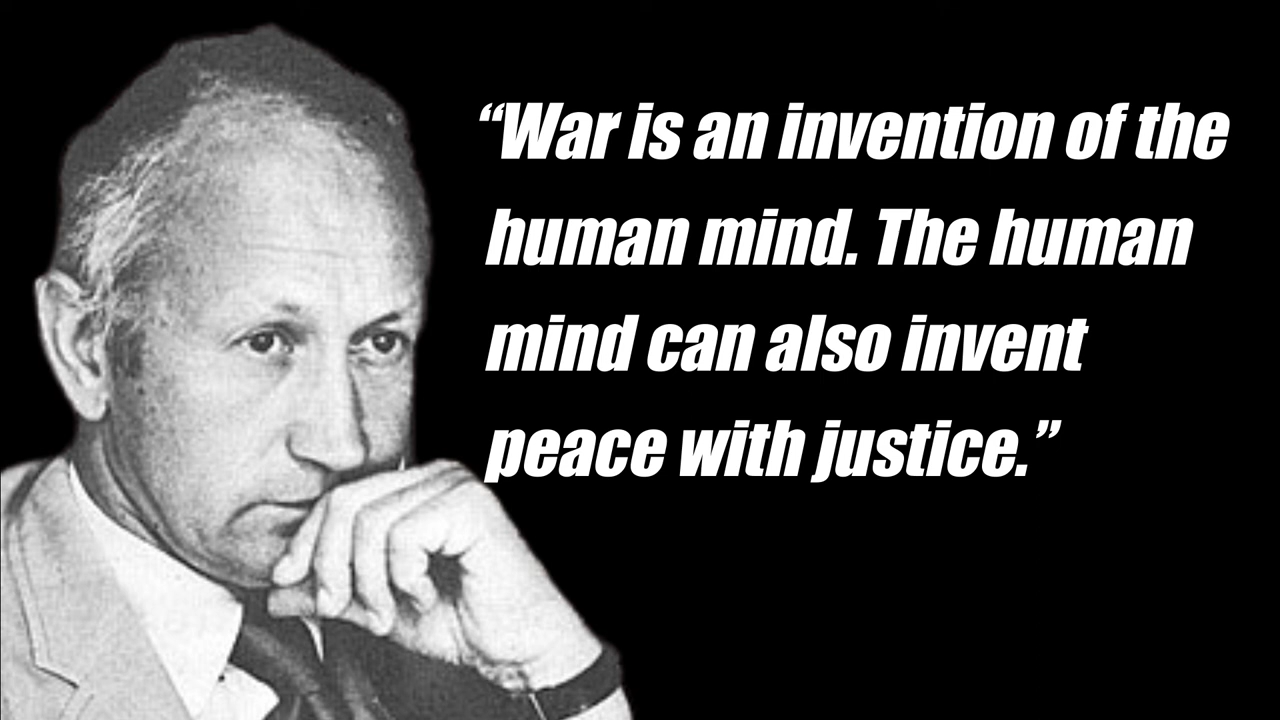 “War is an invention of the
human mind. The human
mind can also invent
peace with justice.”